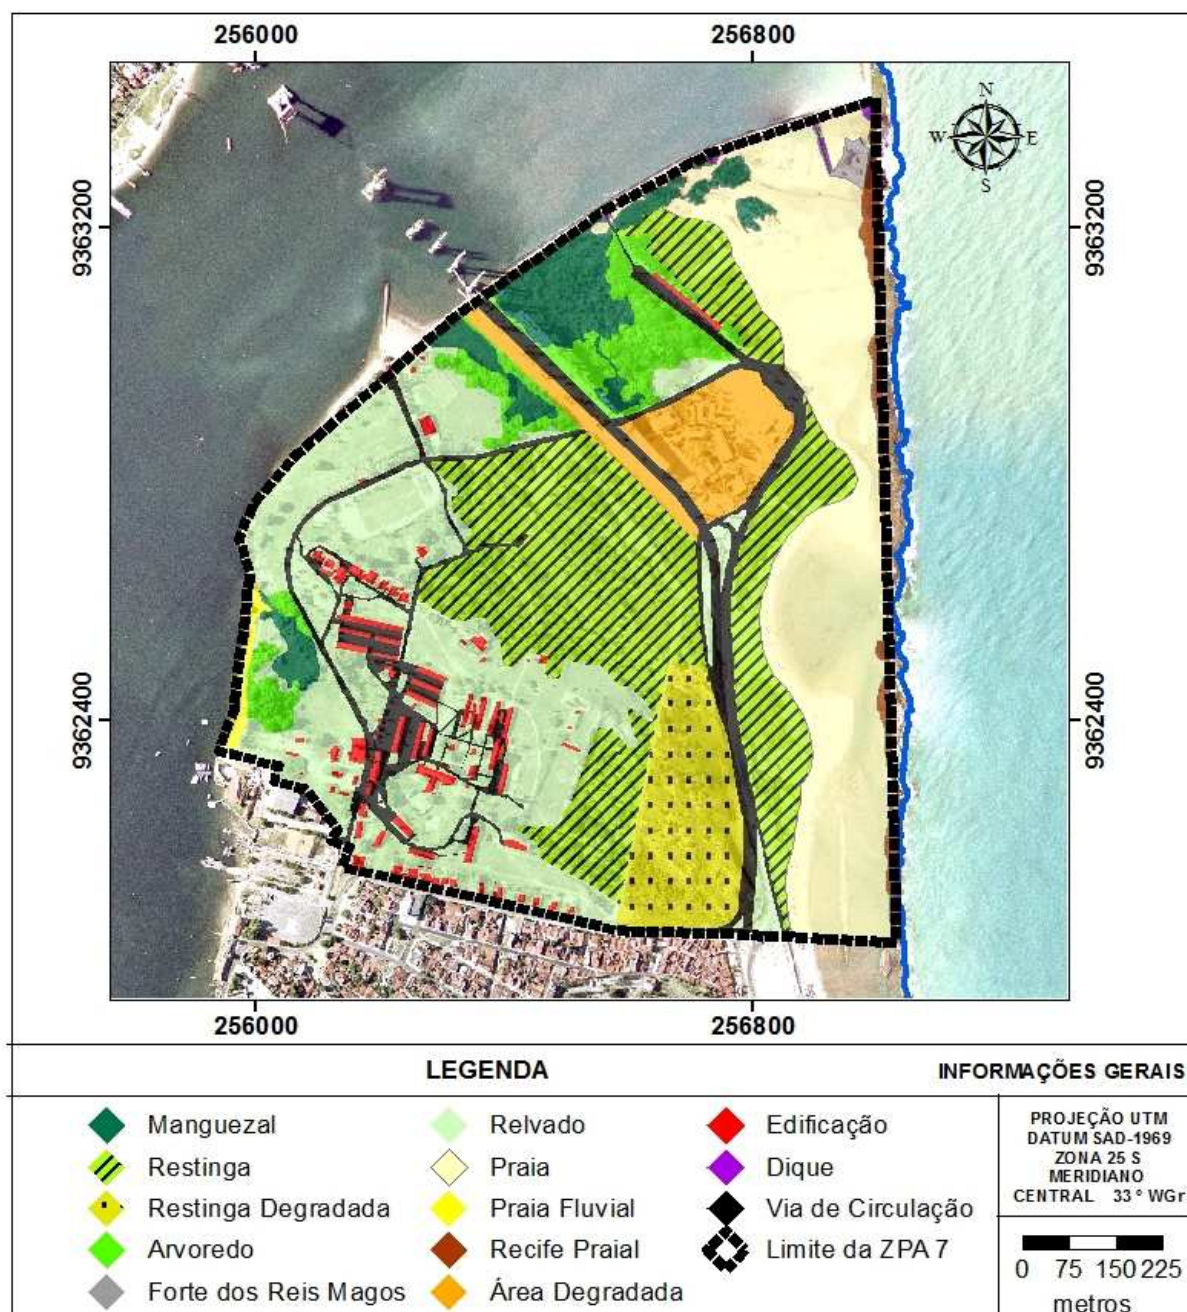 256000 256800
N
W E
S
9363200 9363200
9362400 9362400
256000 256800
LEGENDA
INFORMAÇÕES GERAIS
Manguezal
Restinga
Restinga Degradada
Arvoredo
Forte dos Reis Magos
Relvado
Praia
Praia Fluvial
Recife Praial
Área Degradada
Edificação
Dique
Via de Circulação
Limite da ZPA 7
PROJEÇÃO UTM
DATUM SAD-1969
ZONA 25 S
MERIDIANO
CENTRAL 33 º WGr
0 75 150 225
metros